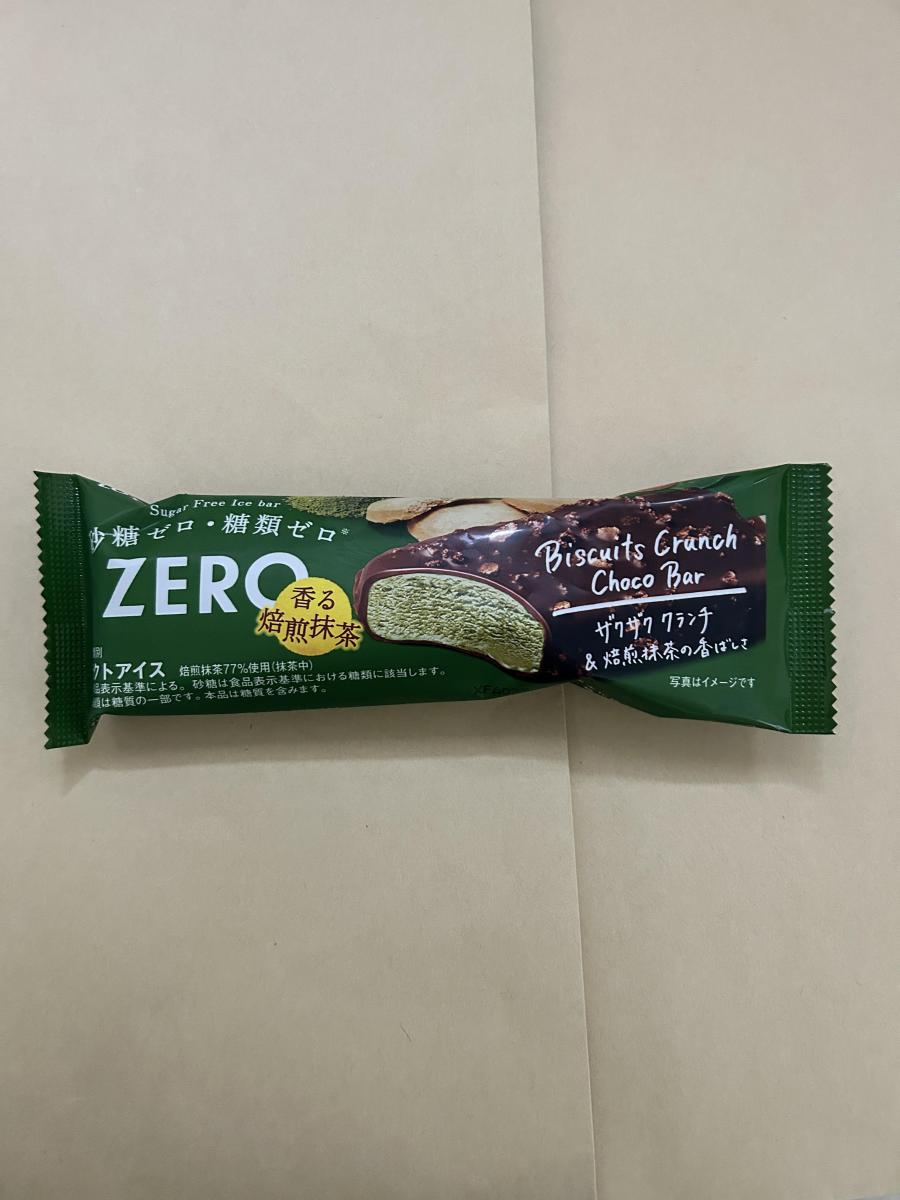 Sugar Free Ice bar
砂糖ゼロ・糖類ゼロ※
ZERO
香る
焙煎抹茶
Biscuits Crunch
Choco Bar
ザクザク クランチ
&焙煎抹茶の香ばしさ
写真はイメージです
別
クトアイス 焙煎抹茶77%使用(抹茶中)
品表示基準による。砂糖は食品表示基準における糖類に該当します。
類は糖質の一部です。本品は糖質を含みます。